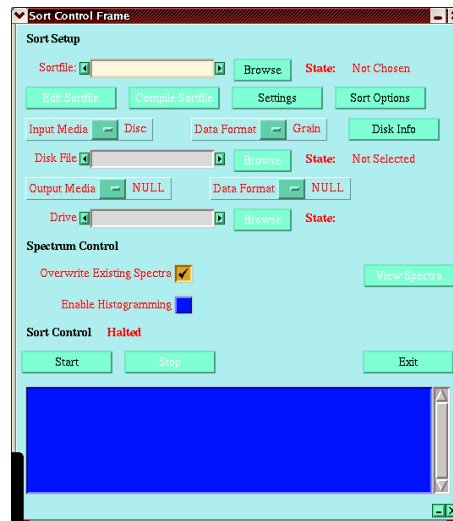 Sort Control Frame
Sort Setup
Sortfile: Browse State: Not Chosen
Edit Sortfile Compile Sortfile Settings Sort Options
Input Media Disc Data Format Grain Disk Info
Disk File Browse State: Not Selected
Output Media NULL Data Format NULL
Drive Browse State:
Spectrum Control
Overwrite Existing Spectra View Spectra
Enable Histogramming
Sort Control Halted
Start Stop Exit